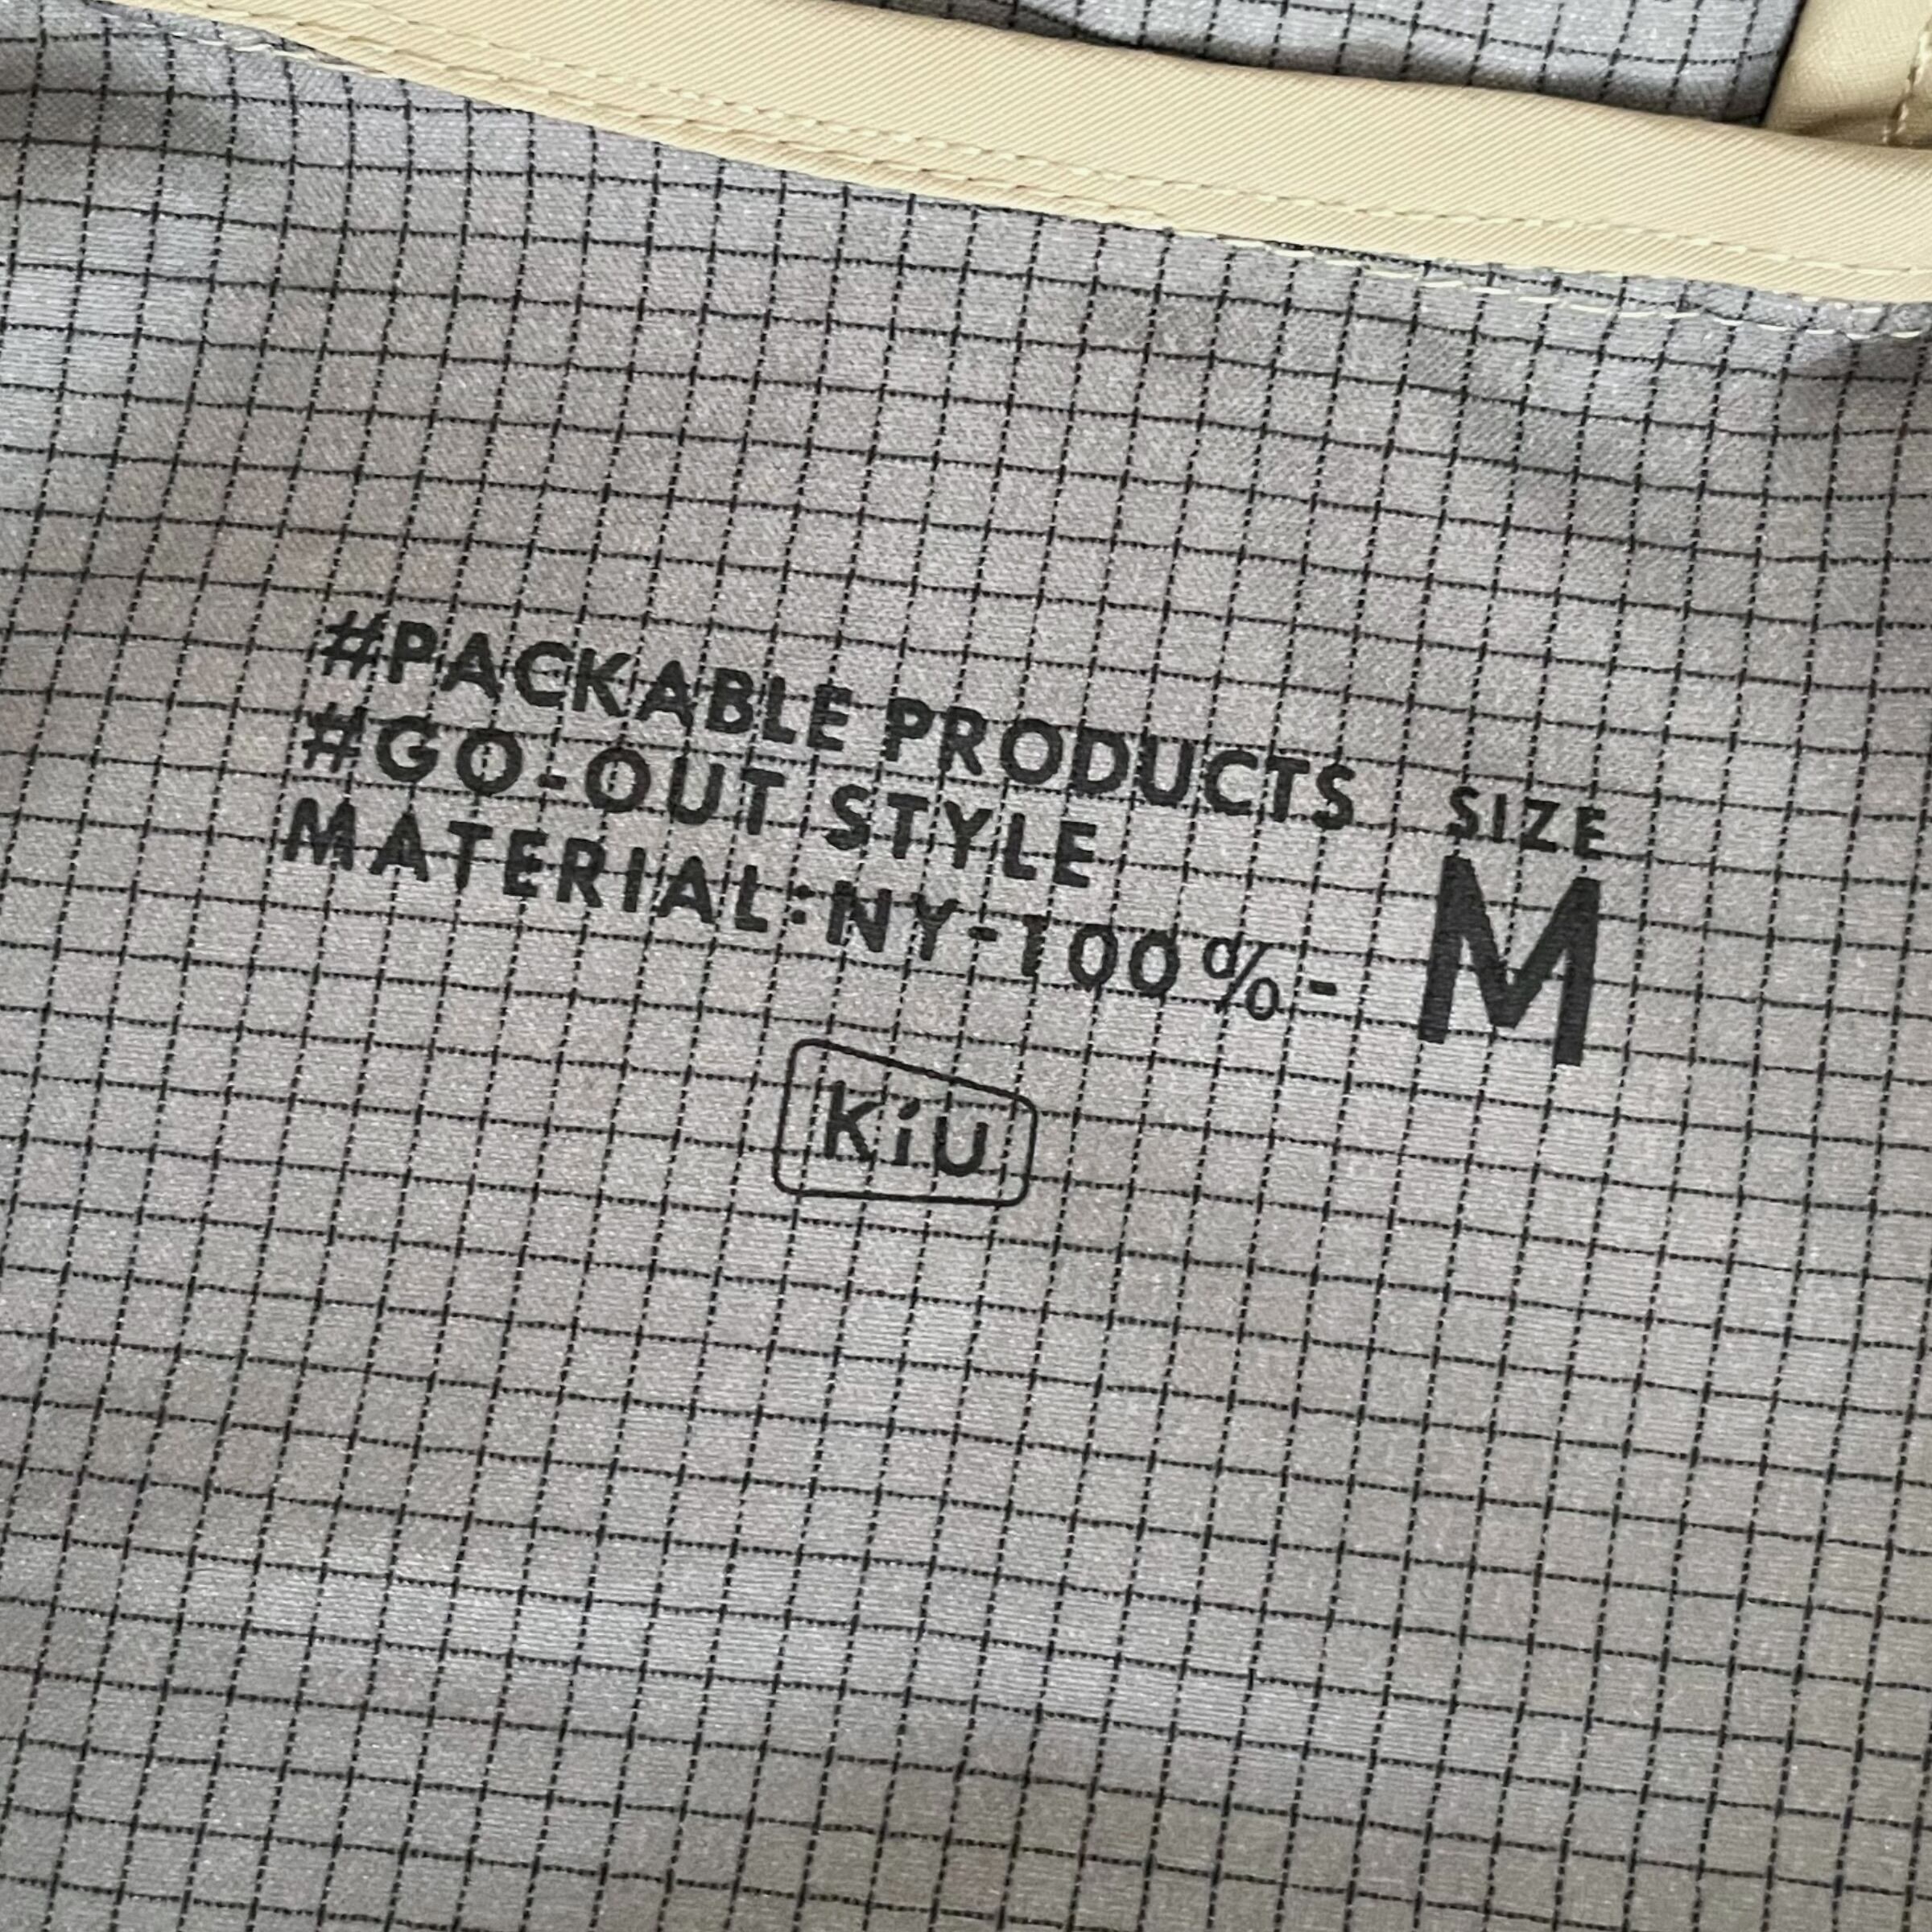 #PACKABLE PRODUCTS
#GO-OUT STYLE
MATERIAL:NY-100%-
SIZE
M
KiU